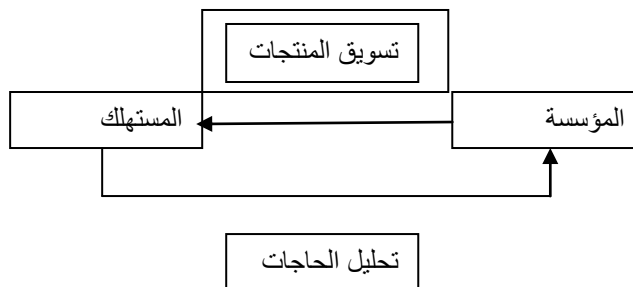 تسويق المنتجات
المؤسسة
المستهلك
تحليل الحاجات